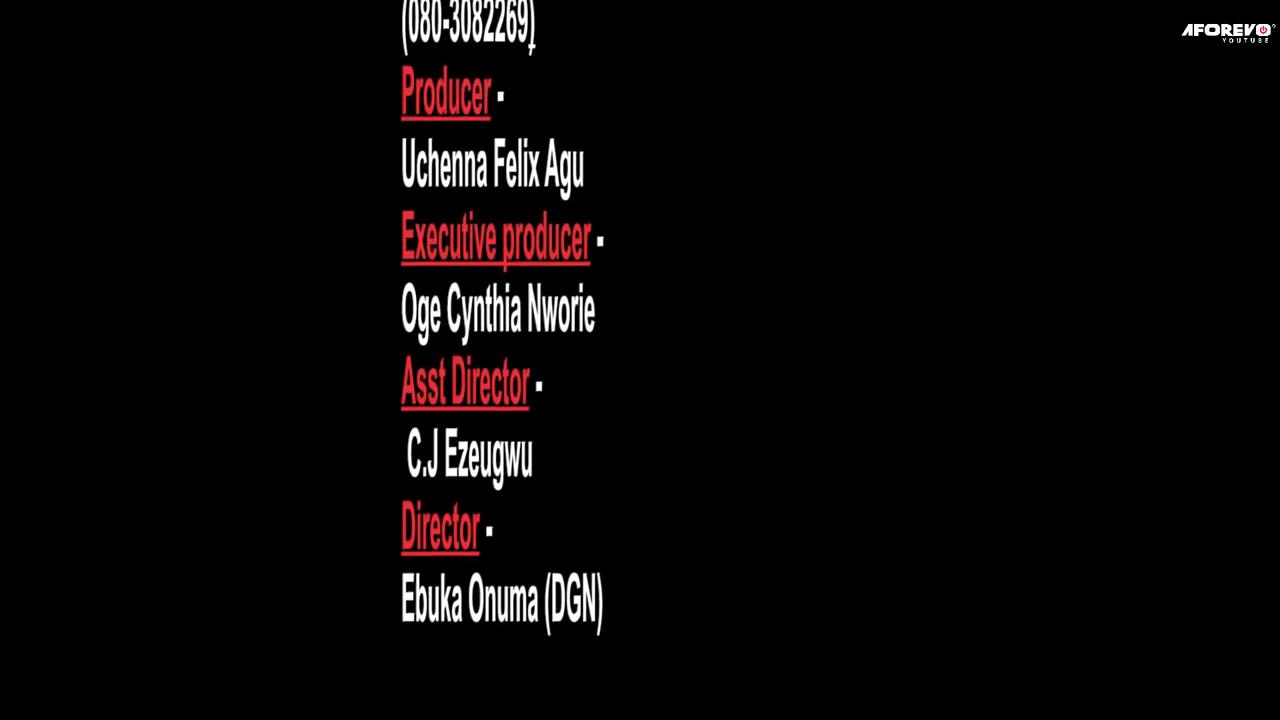 (080-3082269)
AFOREVO
YOUTUBE
Producer -
Uchenna Felix Agu
Executive producer -
Oge Cynthia Nworie
Asst Director -
C.J Ezeugwu
Director -
Ebuka Onuma (DGN)